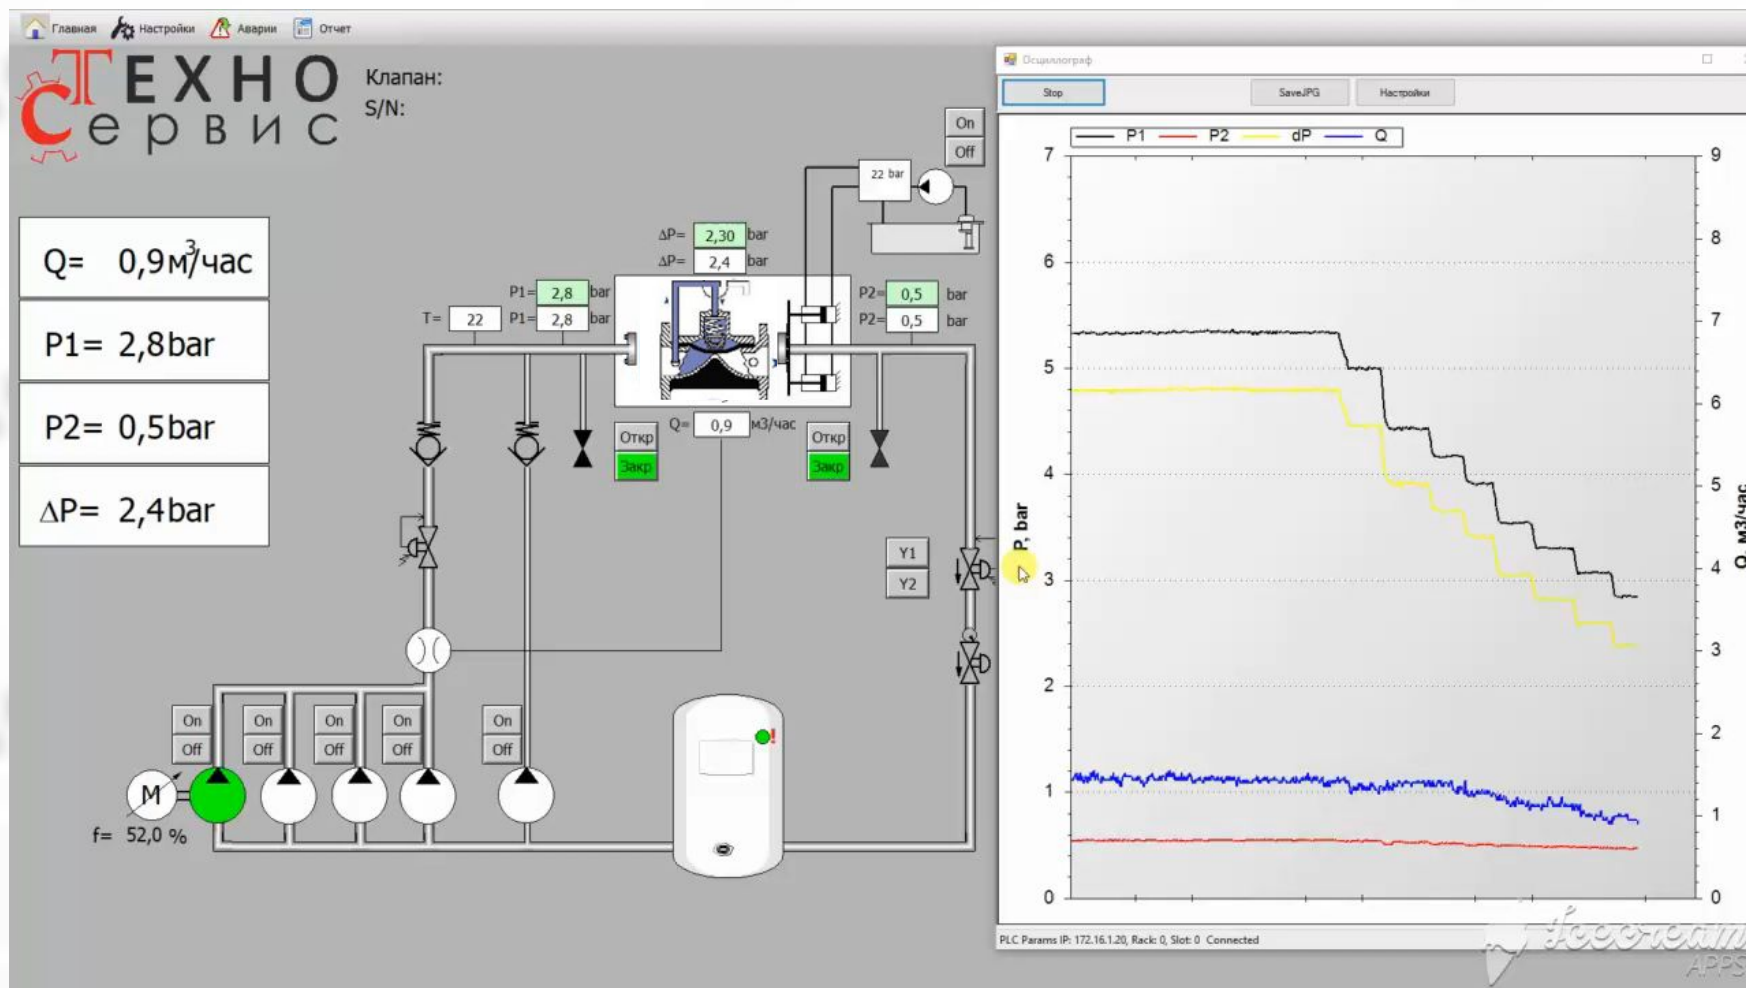 Главная Настройки Аварии Отчет
ТЕХНО
Сервис
Клапан:
S/N:
Q= 0,9м³/час
P1= 2,8bar
P2= 0,5bar
ΔP= 2,4bar
On
Off
22 bar
ΔP= 2,30 bar
ΔP= 2,4 bar
P1= 2,8 bar
T= 22 P1= 2,8 bar
P2= 0,5 bar
P2= 0,5 bar
Q= 0,9 м3/час
Откр
Закр
Откр
Закр
Y1
Y2
On On On On On
Off Off Off Off Off
M
f= 52,0 %
!
Осциллограф
Stop SaveJPG Настройки
P1 P2 dP Q
7
6
5
4
3
2
1
0
P, bar
9
8
7
6
5
4
3
2
1
0
Q, м3/час
PLC Params IP: 172.16.1.20, Rack: 0, Slot: 0 Connected
Icecream
APPS